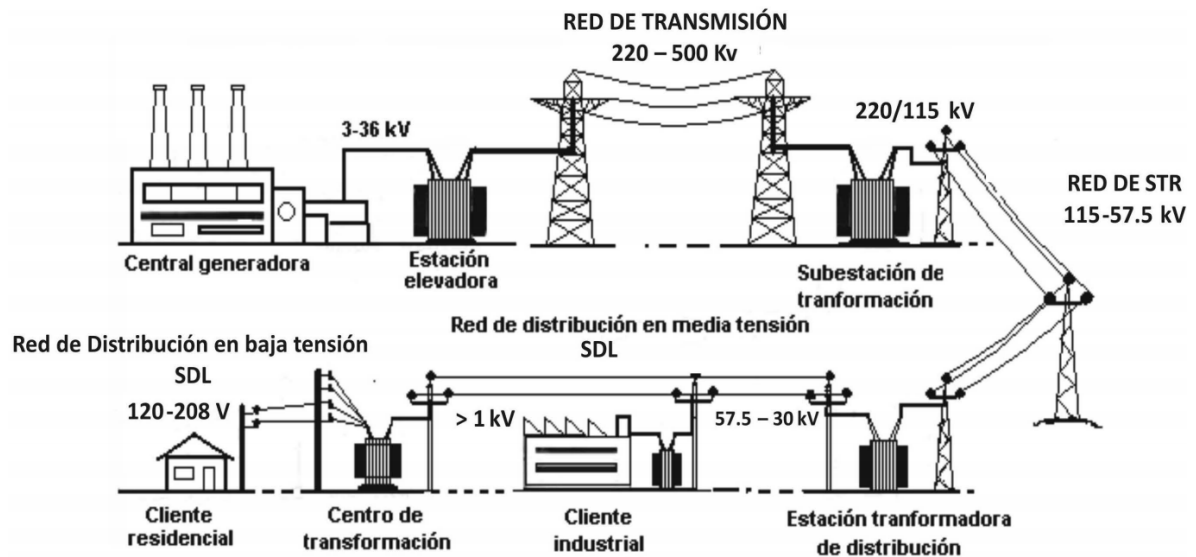 RED DE TRANSMISIÓN
220 – 500 Kv
3-36 kV
220/115 kV
RED DE STR
115-57.5 kV
Central generadora
Estación
elevadora
Subestación de
tranformación
Red de distribución en media tensión
SDL
Red de Distribución en baja tensión
SDL
120-208 V
> 1 kV
57.5 – 30 kV
Cliente
residencial
Centro de
transformación
Cliente
industrial
Estación tranformadora
de distribución